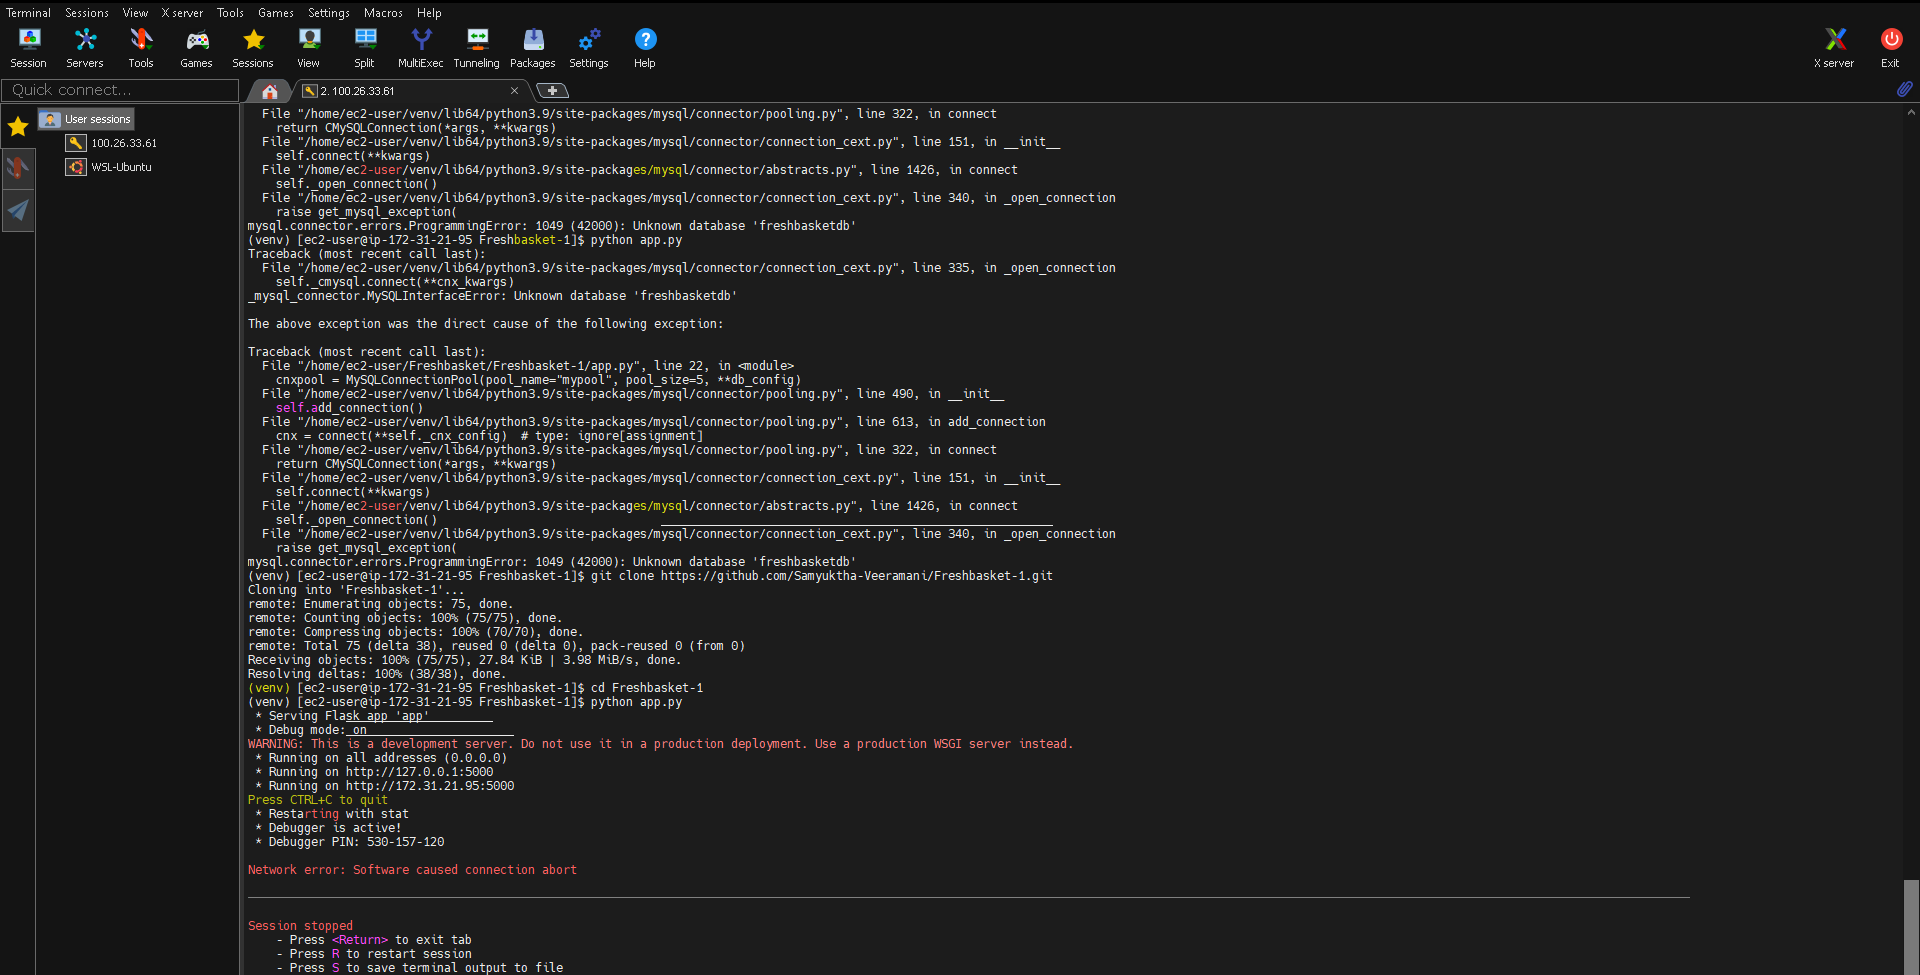 Terminal Sessions View X server Tools Games Settings Macros Help
Session Servers Tools Games Sessions View Split MultiExec Tunneling Packages Settings Help X server Exit
Quick connect...
2. 100.26.33.61
User sessions
100.26.33.61
WSL-Ubuntu
  File "/home/ec2-user/venv/lib64/python3.9/site-packages/mysql/connector/pooling.py", line 322, in connect
    return CMySQLConnection(*args, **kwargs)
  File "/home/ec2-user/venv/lib64/python3.9/site-packages/mysql/connector/connection_cext.py", line 151, in __init__
    self.connect(**kwargs)
  File "/home/ec2-user/venv/lib64/python3.9/site-packages/mysql/connector/abstracts.py", line 1426, in connect
    self._open_connection()
  File "/home/ec2-user/venv/lib64/python3.9/site-packages/mysql/connector/connection_cext.py", line 340, in _open_connection
    raise get_mysql_exception(
mysql.connector.errors.ProgrammingError: 1049 (42000): Unknown database 'freshbasketdb'
(venv) [ec2-user@ip-172-31-21-95 Freshbasket-1]$ python app.py
Traceback (most recent call last):
  File "/home/ec2-user/venv/lib64/python3.9/site-packages/mysql/connector/connection_cext.py", line 335, in _open_connection
    self._cmysql.connect(**cnx_kwargs)
_mysql_connector.MySQLInterfaceError: Unknown database 'freshbasketdb'
The above exception was the direct cause of the following exception:
Traceback (most recent call last):
  File "/home/ec2-user/Freshbasket/Freshbasket-1/app.py", line 22, in <module>
    cnxpool = MySQLConnectionPool(pool_name="mypool", pool_size=5, **db_config)
  File "/home/ec2-user/venv/lib64/python3.9/site-packages/mysql/connector/pooling.py", line 490, in __init__
    self.add_connection()
  File "/home/ec2-user/venv/lib64/python3.9/site-packages/mysql/connector/pooling.py", line 613, in add_connection
    cnx = connect(**self._cnx_config)  # type: ignore[assignment]
  File "/home/ec2-user/venv/lib64/python3.9/site-packages/mysql/connector/pooling.py", line 322, in connect
    return CMySQLConnection(*args, **kwargs)
  File "/home/ec2-user/venv/lib64/python3.9/site-packages/mysql/connector/connection_cext.py", line 151, in __init__
    self.connect(**kwargs)
  File "/home/ec2-user/venv/lib64/python3.9/site-packages/mysql/connector/abstracts.py", line 1426, in connect
    self._open_connection()
  File "/home/ec2-user/venv/lib64/python3.9/site-packages/mysql/connector/connection_cext.py", line 340, in _open_connection
    raise get_mysql_exception(
mysql.connector.errors.ProgrammingError: 1049 (42000): Unknown database 'freshbasketdb'
(venv) [ec2-user@ip-172-31-21-95 Freshbasket-1]$ git clone https://github.com/Samyuktha-Veeramani/Freshbasket-1.git
Cloning into 'Freshbasket-1'...
remote: Enumerating objects: 75, done.
remote: Counting objects: 100% (75/75), done.
remote: Compressing objects: 100% (70/70), done.
remote: Total 75 (delta 38), reused 0 (delta 0), pack-reused 0 (from 0)
Receiving objects: 100% (75/75), 27.84 KiB | 3.98 MiB/s, done.
Resolving deltas: 100% (38/38), done.
(venv) [ec2-user@ip-172-31-21-95 Freshbasket-1]$ cd Freshbasket-1
(venv) [ec2-user@ip-172-31-21-95 Freshbasket-1]$ python app.py
 * Serving Flask app 'app'
 * Debug mode: on
WARNING: This is a development server. Do not use it in a production deployment. Use a production WSGI server instead.
 * Running on all addresses (0.0.0.0)
 * Running on http://127.0.0.1:5000
 * Running on http://172.31.21.95:5000
Press CTRL+C to quit
 * Restarting with stat
 * Debugger is active!
 * Debugger PIN: 530-157-120
Network error: Software caused connection abort
Session stopped
    - Press <Return> to exit tab
    - Press R to restart session
    - Press S to save terminal output to file